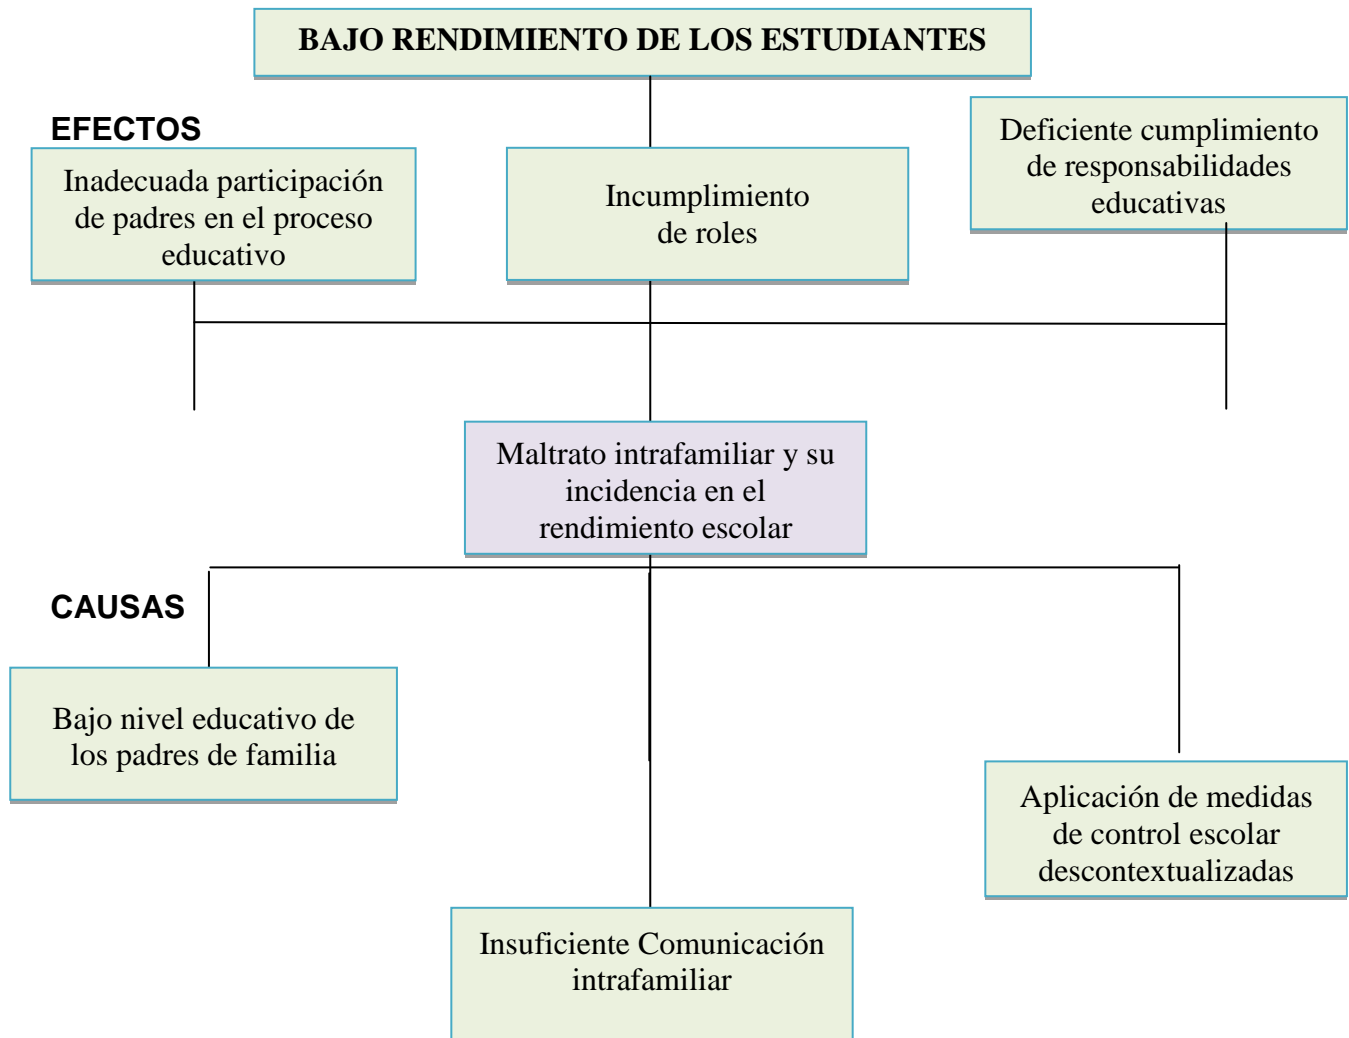 BAJO RENDIMIENTO DE LOS ESTUDIANTES
EFECTOS
Inadecuada participación
de padres en el proceso
educativo
Incumplimiento
de roles
Deficiente cumplimiento
de responsabilidades
educativas
Maltrato intrafamiliar y su
incidencia en el
rendimiento escolar
CAUSAS
Bajo nivel educativo de
los padres de familia
Insuficiente Comunicación
intrafamiliar
Aplicación de medidas
de control escolar
descontextualizadas